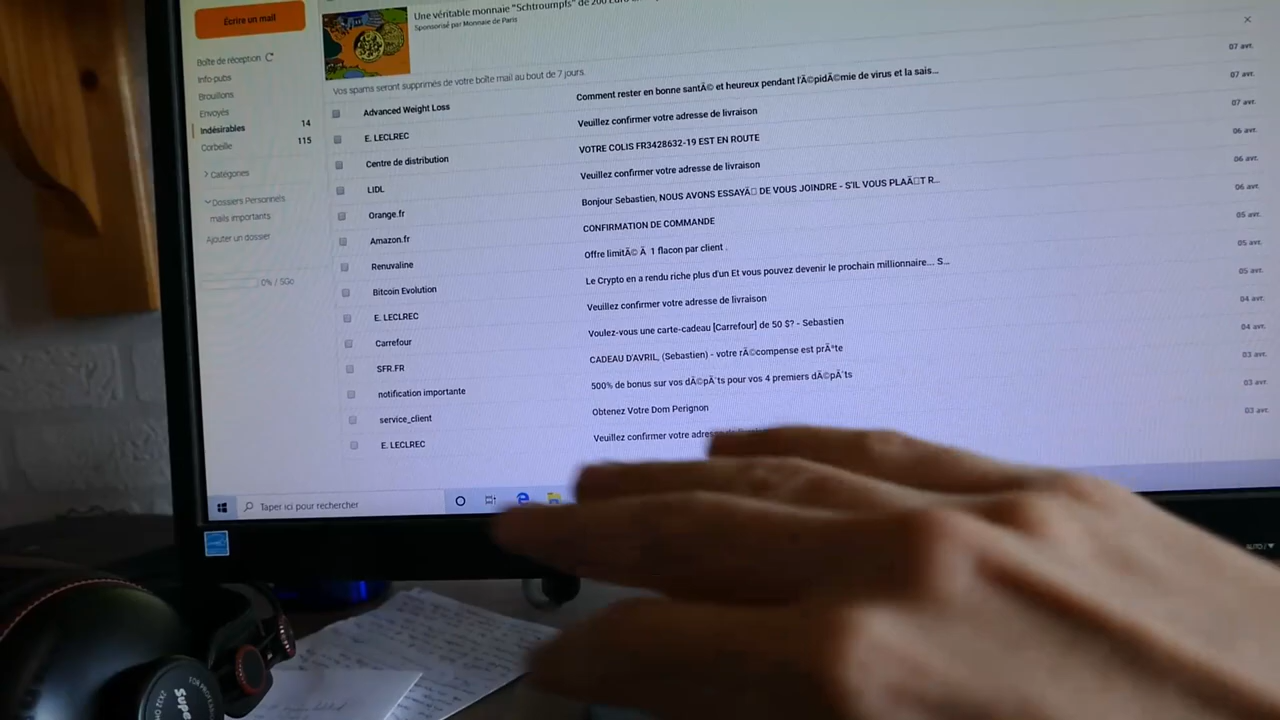 Écrire un mail
Une véritable monnaie "Schtroumpfs" de 200
Sponsorisé par Monnaie de Paris
Boîte de réception
Info-pubs
Brouillons
Envoyés
Indésirables 14
Corbeille 115
Catégories
Dossiers Personnels
mails importants
Ajouter un dossier
0% / 5Go
Vos spams seront supprimés de votre boîte mail au bout de 7 jours.
07 avr.
Advanced Weight Loss Comment rester en bonne santÃ© et heureux pendant l'Ã©pidÃ©mie de virus et la sais... 07 avr.
E. LECLREC Veuillez confirmer votre adresse de livraison 07 avr.
Centre de distribution VOTRE COLIS FR3428632-19 EST EN ROUTE 06 avr.
LIDL Veuillez confirmer votre adresse de livraison 06 avr.
Orange.fr Bonjour Sebastien, NOUS AVONS ESSAYÃ□ DE VOUS JOINDRE - S'IL VOUS PLAÃ□T R... 06 avr.
Amazon.fr CONFIRMATION DE COMMANDE 05 avr.
Renuvaline Offre limitÃ© Ã 1 flacon par client . 05 avr.
Bitcoin Evolution Le Crypto en a rendu riche plus d'un Et vous pouvez devenir le prochain millionnaire... S... 05 avr.
E. LECLREC Veuillez confirmer votre adresse de livraison 04 avr.
Carrefour Voulez-vous une carte-cadeau [Carrefour] de 50 $? - Sebastien 04 avr.
SFR.FR CADEAU D'AVRIL, (Sebastien) - votre rÃ©compense est prÃªte 03 avr.
notification importante 500% de bonus sur vos dÃ©pÃ´ts pour vos 4 premiers dÃ©pÃ´ts 03 avr.
service_client Obtenez Votre Dom Perignon 03 avr.
E. LECLREC Veuillez confirmer votre
Taper ici pour rechercher
AUTO/▼